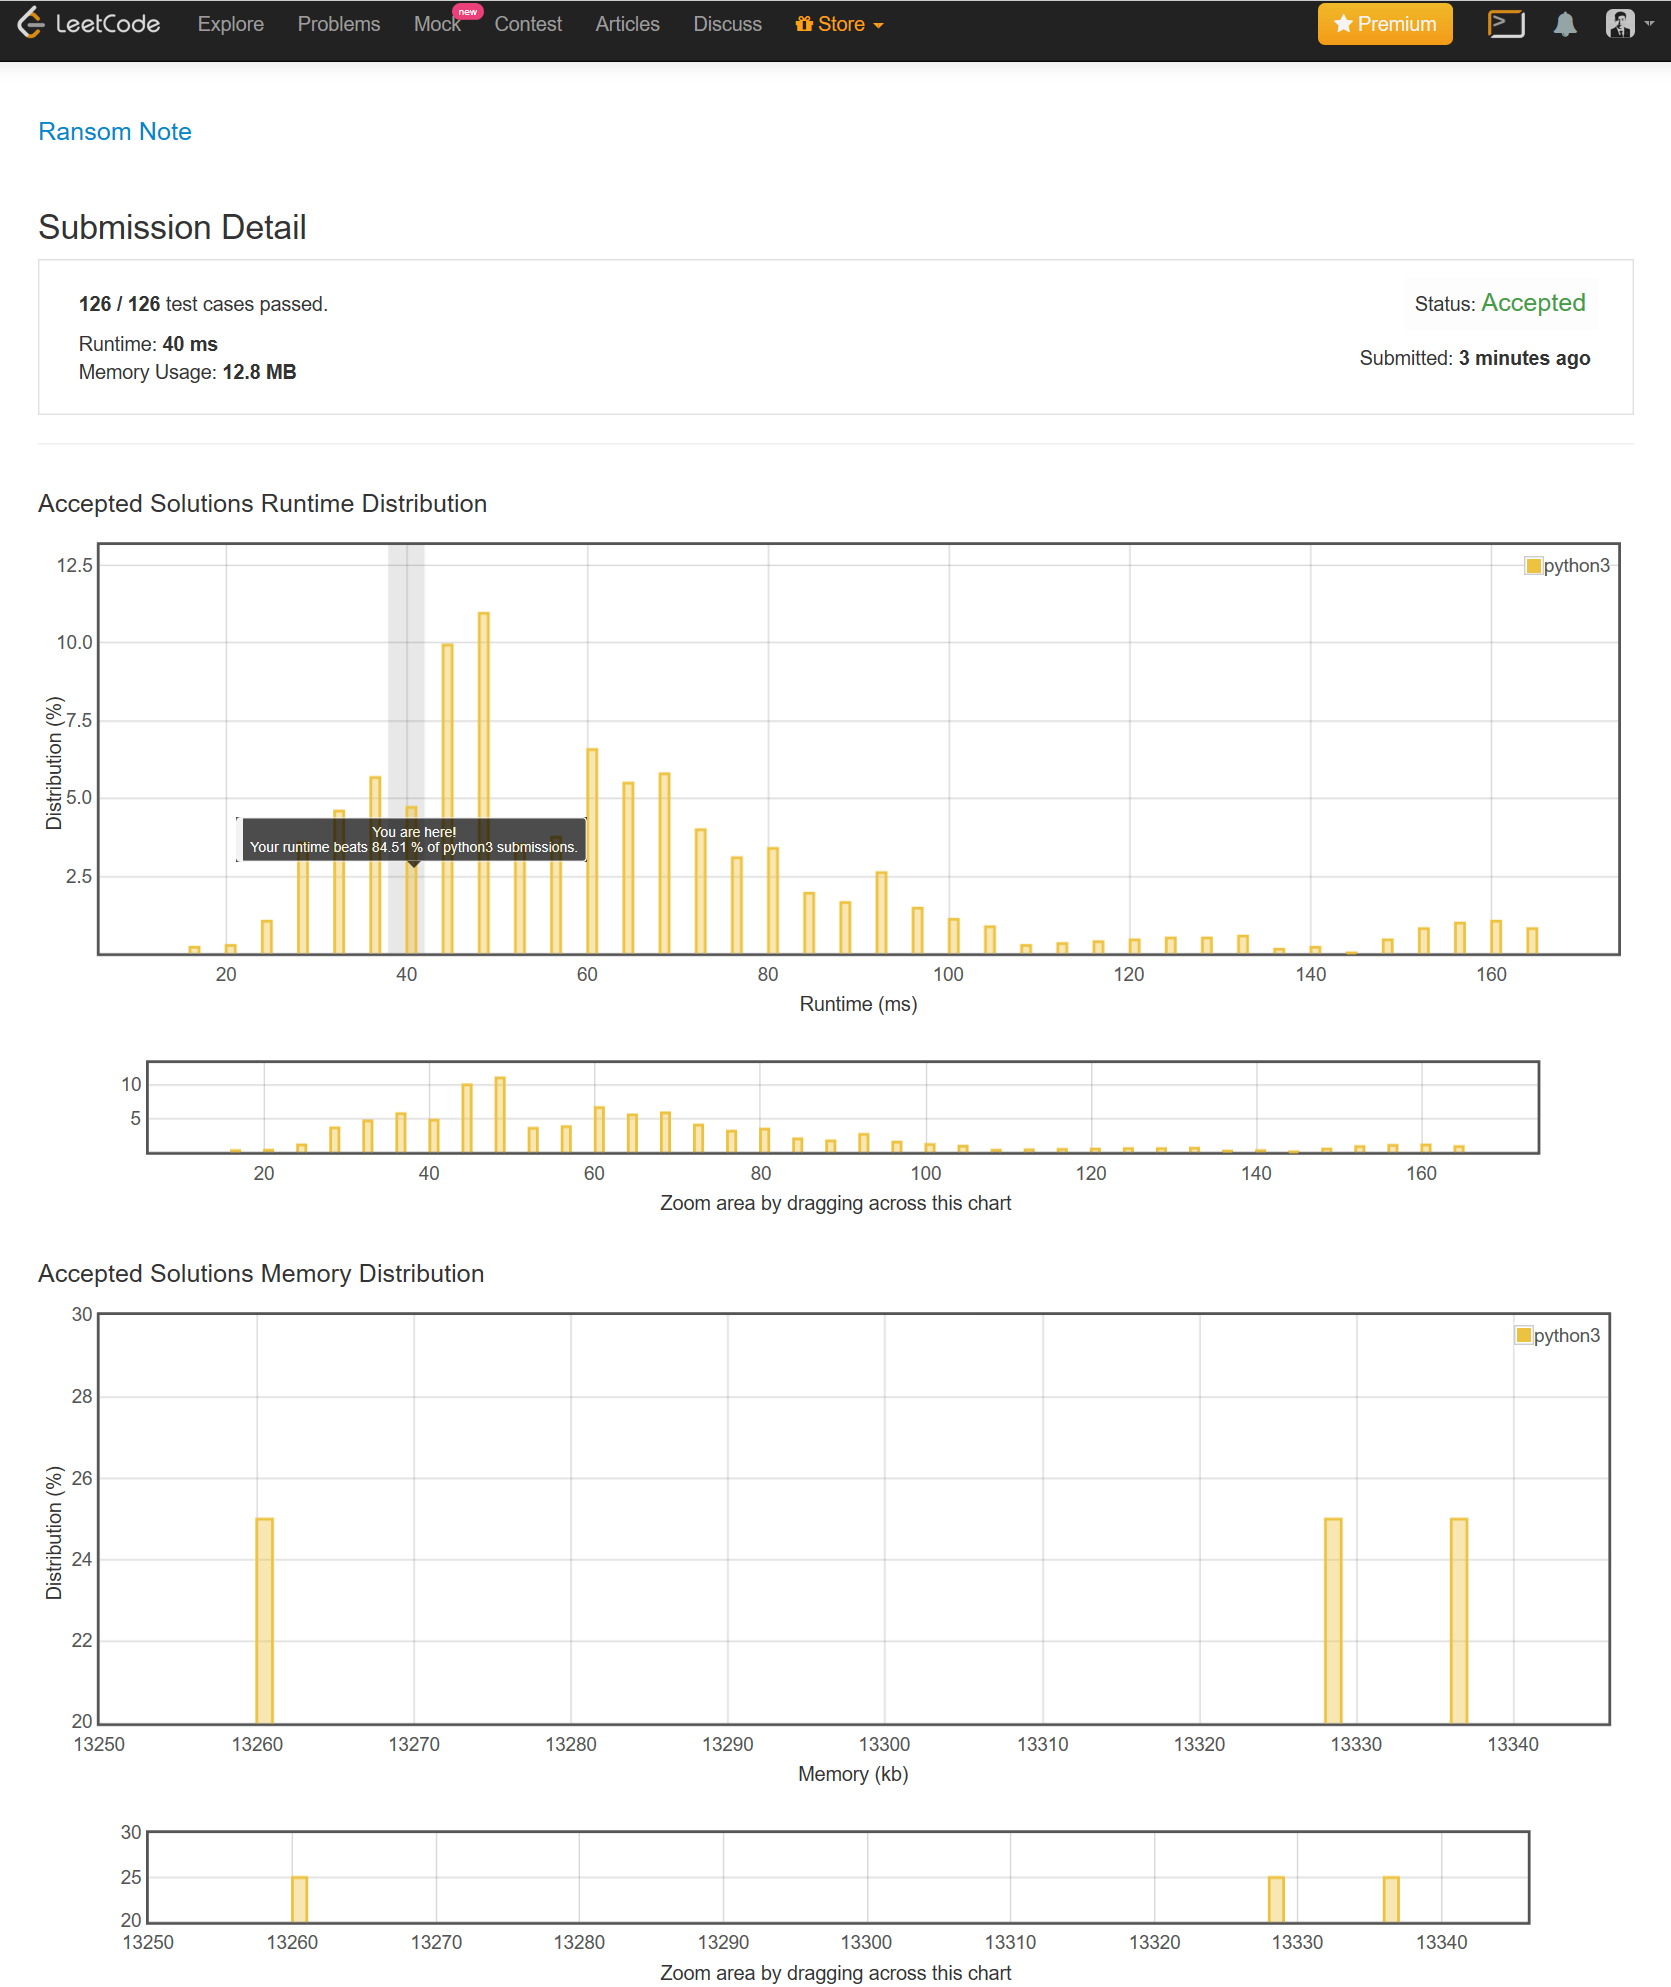 LeetCode Explore Problems Mock new Contest Articles Discuss Store Premium
Ransom Note
Submission Detail
126 / 126 test cases passed.
Status: Accepted
Runtime: 40 ms
Submitted: 3 minutes ago
Memory Usage: 12.8 MB
Accepted Solutions Runtime Distribution
12.5
10.0
7.5
5.0
2.5
Distribution (%)
python3
You are here!
Your runtime beats 84.51 % of python3 submissions.
20 40 60 80 100 120 140 160
Runtime (ms)
10
5
20 40 60 80 100 120 140 160
Zoom area by dragging across this chart
Accepted Solutions Memory Distribution
30
28
26
24
22
20
Distribution (%)
python3
13250 13260 13270 13280 13290 13300 13310 13320 13330 13340
Memory (kb)
30
25
20
13250 13260 13270 13280 13290 13300 13310 13320 13330 13340
Zoom area by dragging across this chart